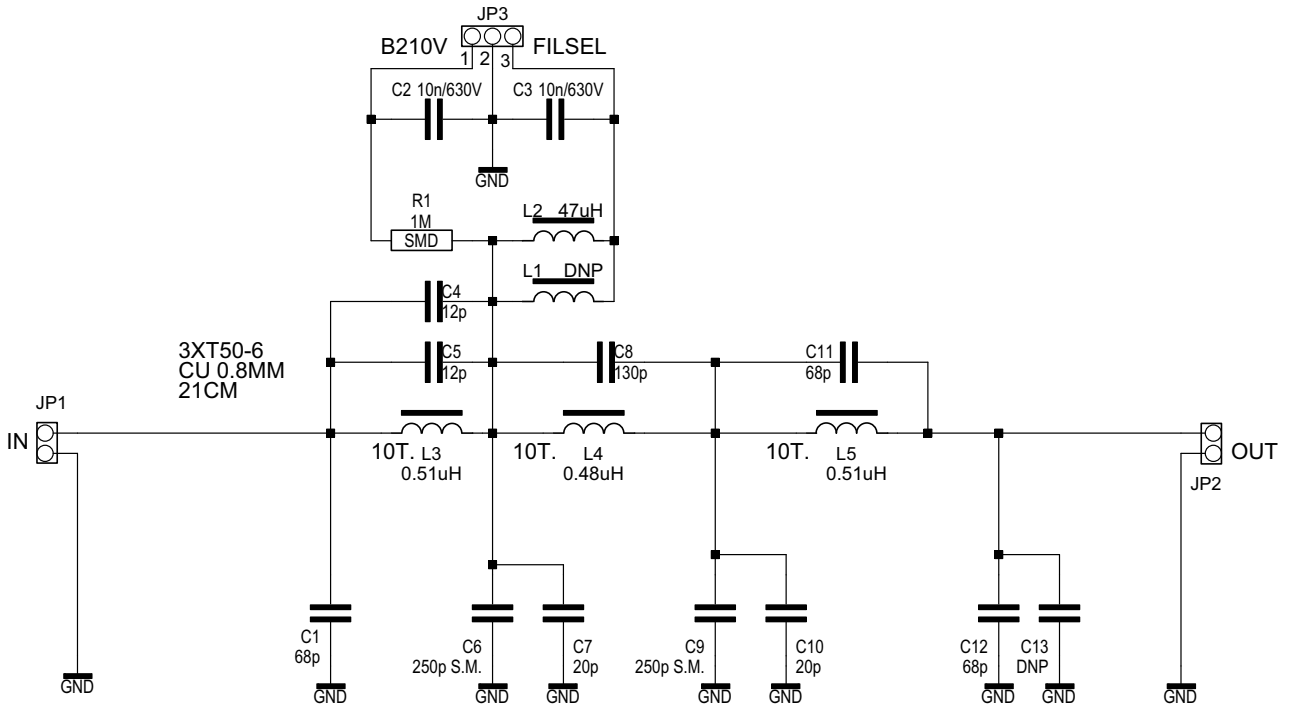 JP3
B210V
FILSEL
1 2 3
C2 10n/630V
C3 10n/630V
GND
R1
1M
SMD
L2 47uH
L1 DNP
C4
12p
3XT50-6
CU 0.8MM
21CM
C5
12p
C8
130p
C11
68p
JP1
IN
10T. L3
0.51uH
10T. L4
0.48uH
10T. L5
0.51uH
OUT
JP2
C1
68p
C6
250p S.M.
C7
20p
C9
250p S.M.
C10
20p
C12
68p
C13
DNP
GND
GND
GND
GND
GND
GND
GND
GND
GND